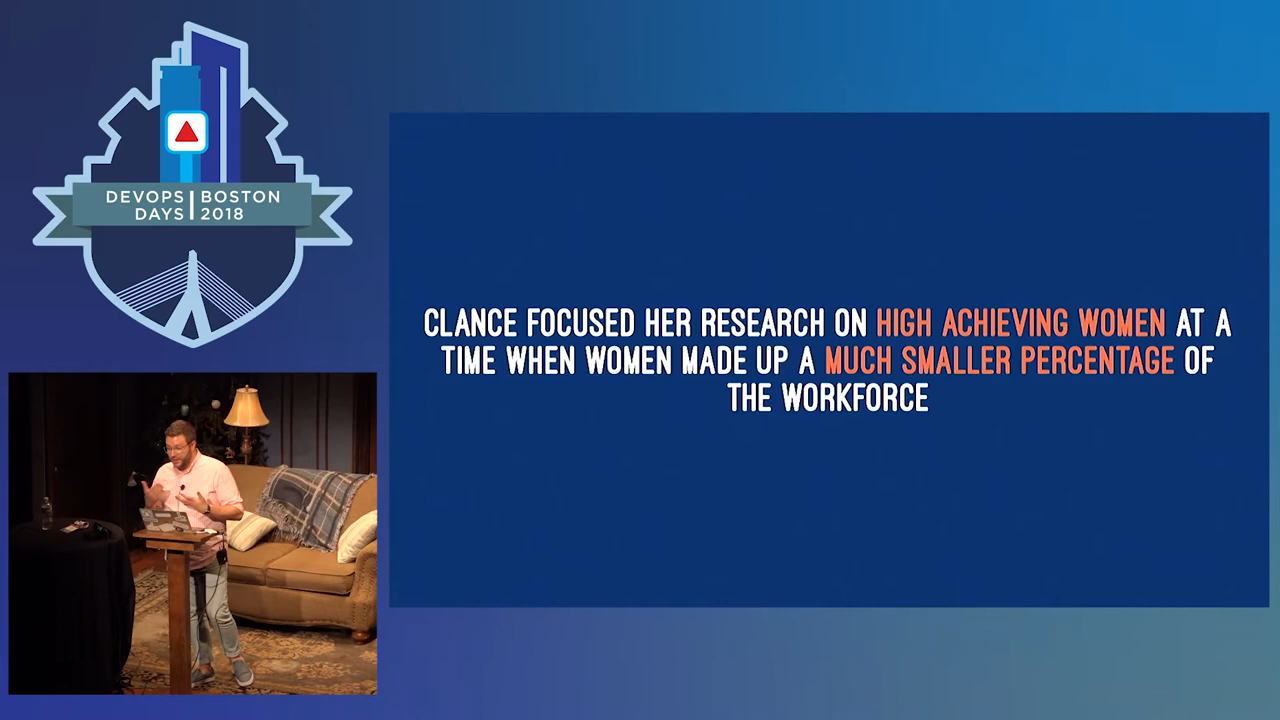 DEVOPS BOSTON
DAYS 2018
CLANCE FOCUSED HER RESEARCH ON HIGH ACHIEVING WOMEN AT A
TIME WHEN WOMEN MADE UP A MUCH SMALLER PERCENTAGE OF
THE WORKFORCE